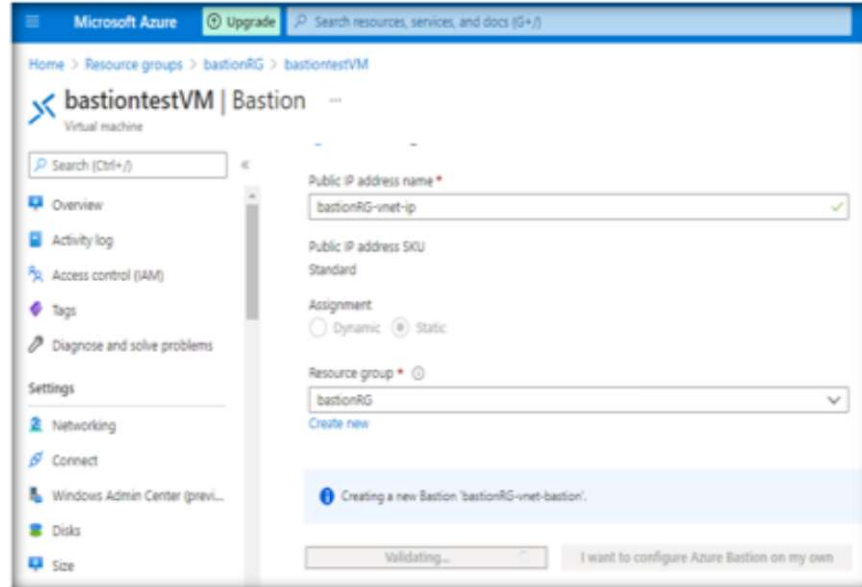 Microsoft Azure
Upgrade
Search resources, services, and docs (G+/)
Home > Resource groups > bastionRG > bastiontestVM
bastiontestVM | Bastion ...
Virtual machine
Search (Ctrl+/)
«
Overview
Activity log
Access control (IAM)
Tags
Diagnose and solve problems
Settings
Networking
Connect
Windows Admin Center (previ...
Disks
Size
Public IP address name *
bastionRG-vnet-ip
Public IP address SKU
Standard
Assignment
Dynamic
Static
Resource group *
bastionRG
Create new
Creating a new Bastion 'bastionRG-vnet-bastion'.
Validating...
I want to configure Azure Bastion on my own